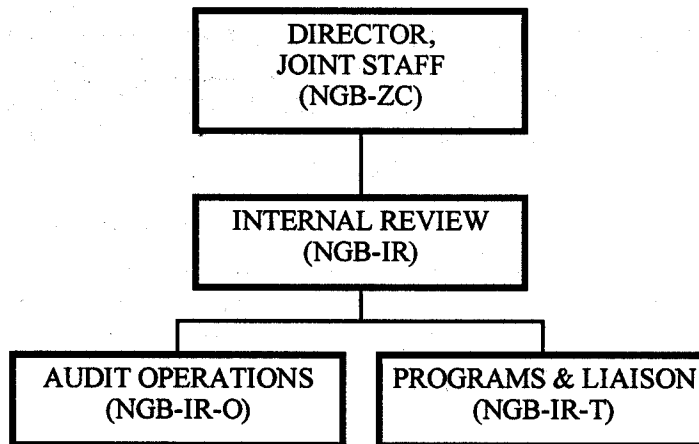 DIRECTOR,
JOINT STAFF
(NGB-ZC)
INTERNAL REVIEW
(NGB-IR)
AUDIT OPERATIONS
(NGB-IR-O)
PROGRAMS & LIAISON
(NGB-IR-T)